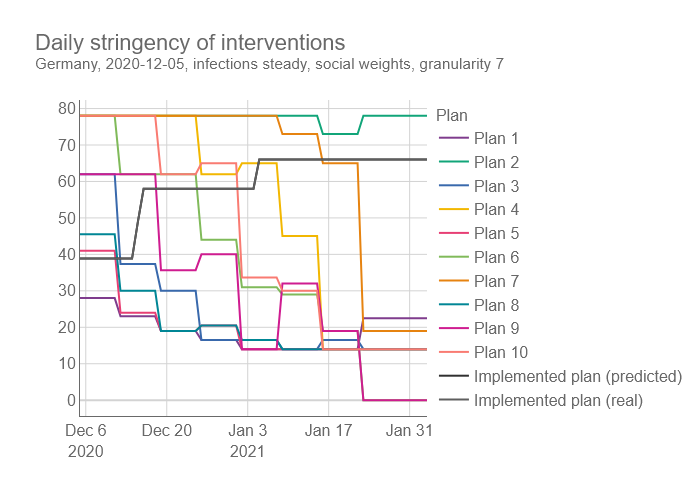 Daily stringency of interventions
Germany, 2020-12-05, infections steady, social weights, granularity 7
80
70
60
50
40
30
20
10
0
Dec 6
2020
Dec 20
Jan 3
2021
Jan 17
Jan 31
Plan
Plan 1
Plan 2
Plan 3
Plan 4
Plan 5
Plan 6
Plan 7
Plan 8
Plan 9
Plan 10
Implemented plan (predicted)
Implemented plan (real)